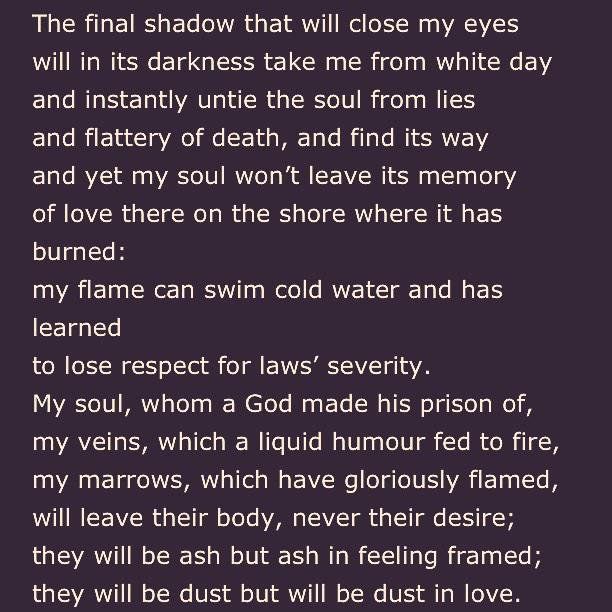 The final shadow that will close my eyes
will in its darkness take me from white day
and instantly untie the soul from lies
and flattery of death, and find its way
and yet my soul won’t leave its memory
of love there on the shore where it has
burned:
my flame can swim cold water and has
learned
to lose respect for laws’ severity.
My soul, whom a God made his prison of,
my veins, which a liquid humour fed to fire,
my marrows, which have gloriously flamed,
will leave their body, never their desire;
they will be ash but ash in feeling framed;
they will be dust but will be dust in love.